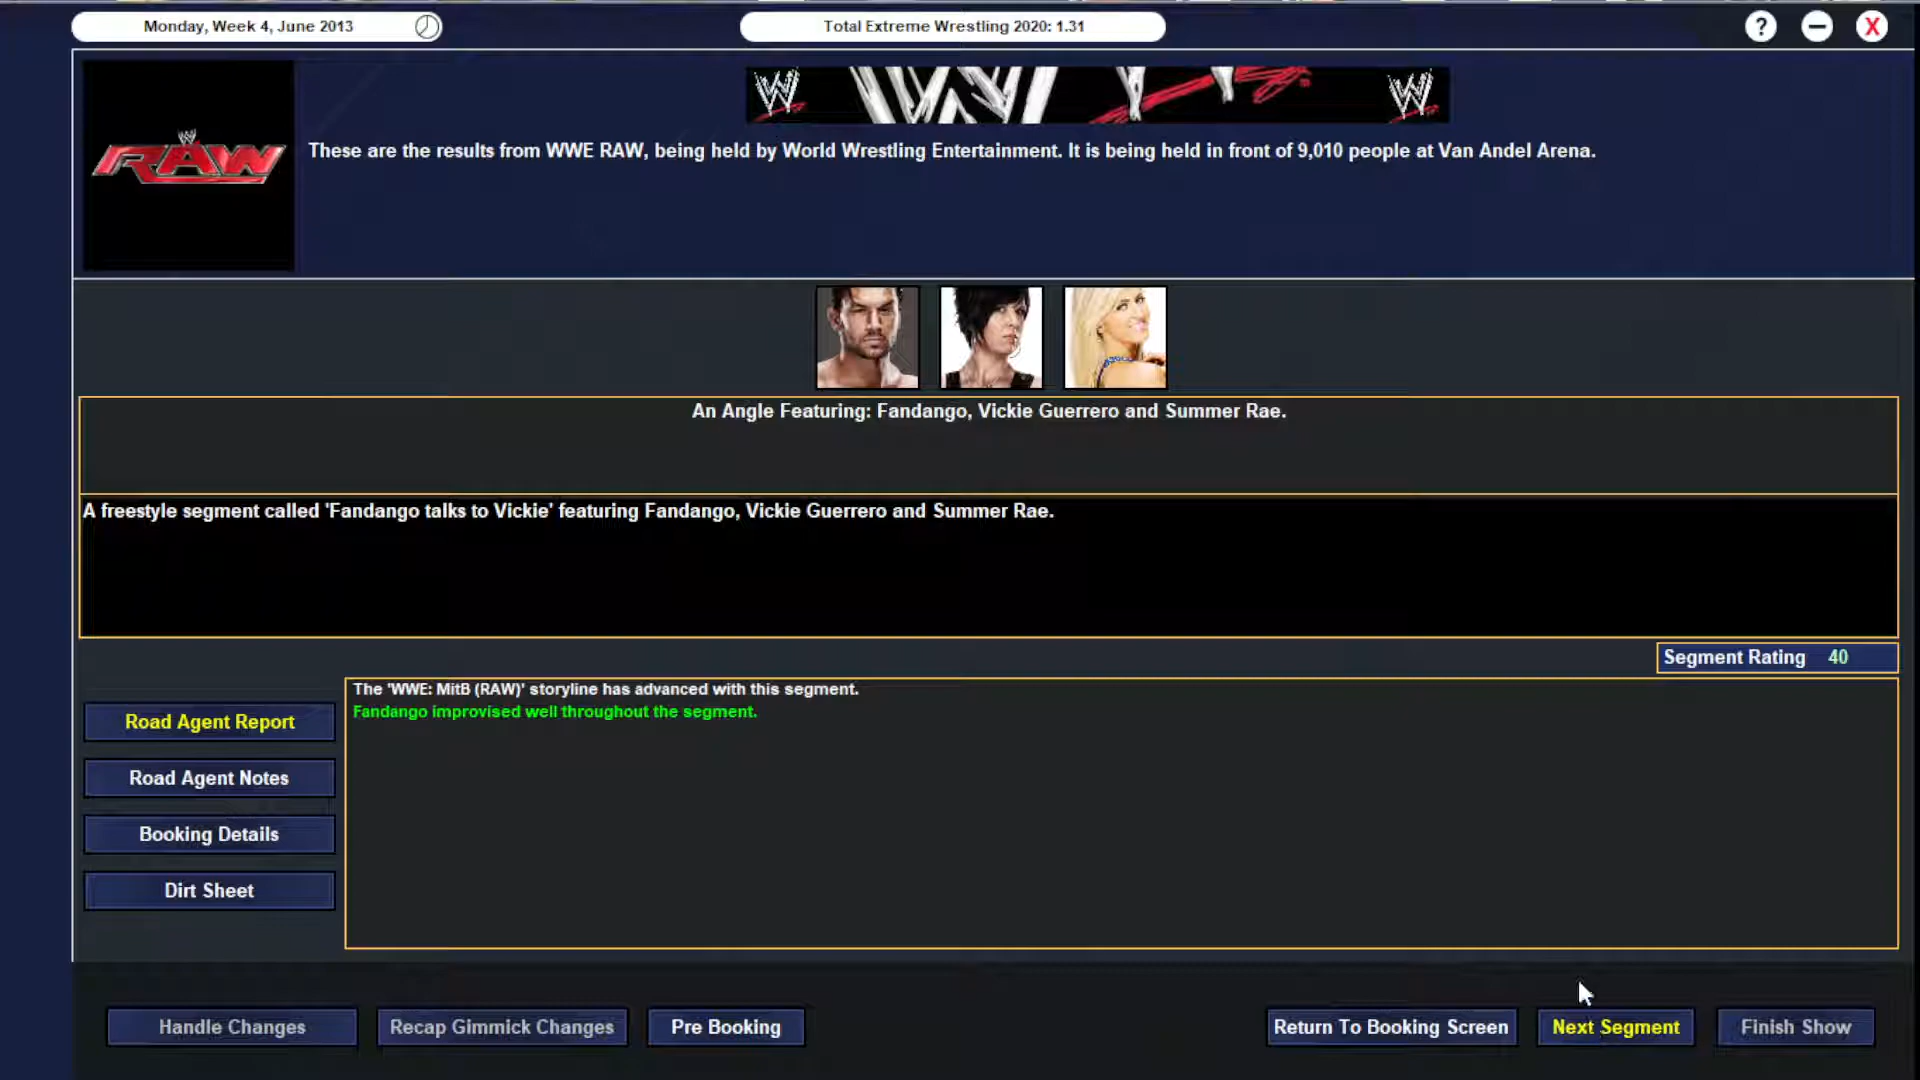 Monday, Week 4, June 2013
Total Extreme Wrestling 2020: 1.31
?
X
RAW
These are the results from WWE RAW, being held by World Wrestling Entertainment. It is being held in front of 9,010 people at Van Andel Arena.
An Angle Featuring: Fandango, Vickie Guerrero and Summer Rae.
A freestyle segment called 'Fandango talks to Vickie' featuring Fandango, Vickie Guerrero and Summer Rae.
Segment Rating 40
The 'WWE: MitB (RAW)' storyline has advanced with this segment.
Fandango improvised well throughout the segment.
Road Agent Report
Road Agent Notes
Booking Details
Dirt Sheet
Handle Changes
Recap Gimmick Changes
Pre Booking
Return To Booking Screen
Next Segment
Finish Show